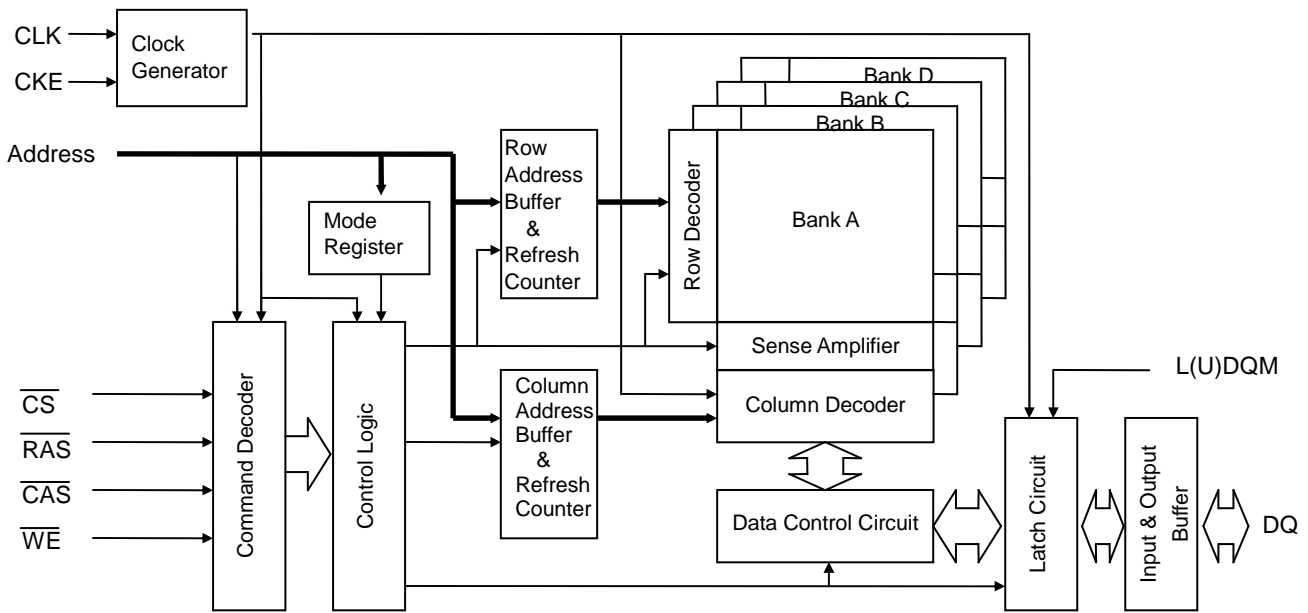 CLK
CKE
Clock
Generator
Bank D
Bank C
Bank B
Address
Row
Address
Buffer
&
Refresh
Counter
Row Decoder
Bank A
Mode
Register
Sense Amplifier
Column Decoder
L(U)DQM
CS
RAS
CAS
WE
Command Decoder
Control Logic
Column
Address
Buffer
&
Refresh
Counter
Data Control Circuit
Latch Circuit
Input & Output
Buffer
DQ